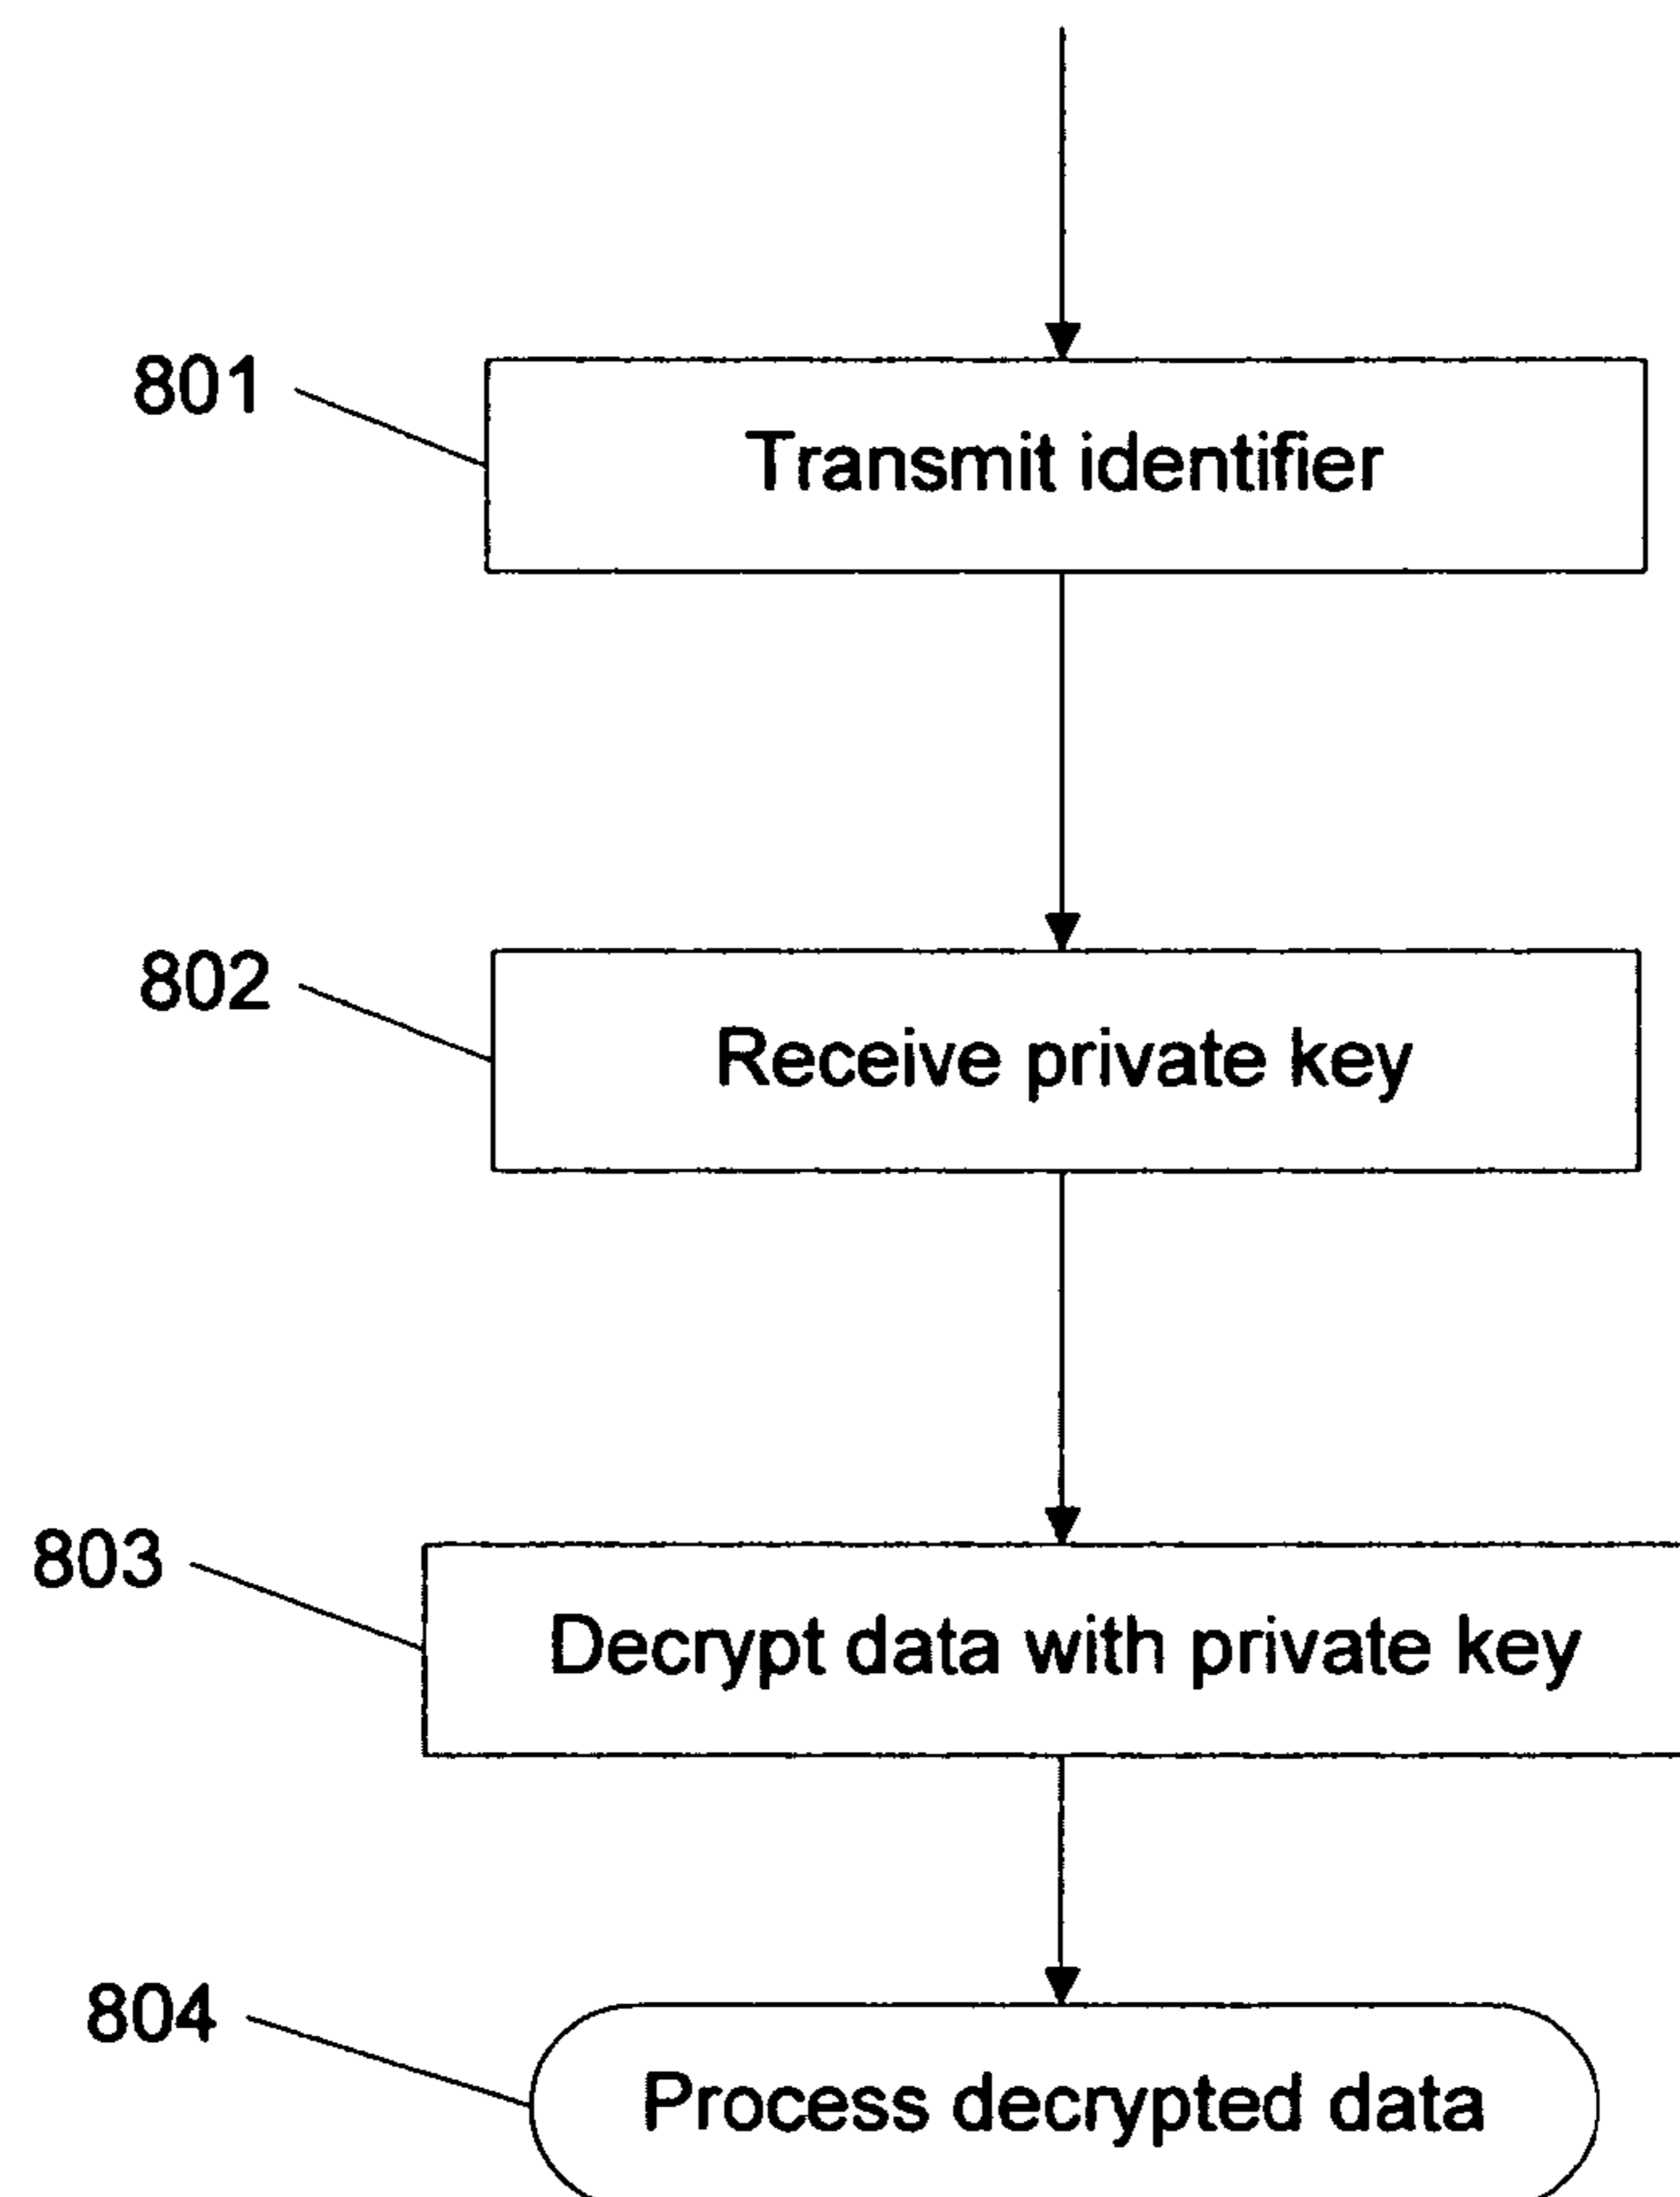 801
Transmit identifier
802
Receive private key
803
Decrypt data with private key
804
Process decrypted data